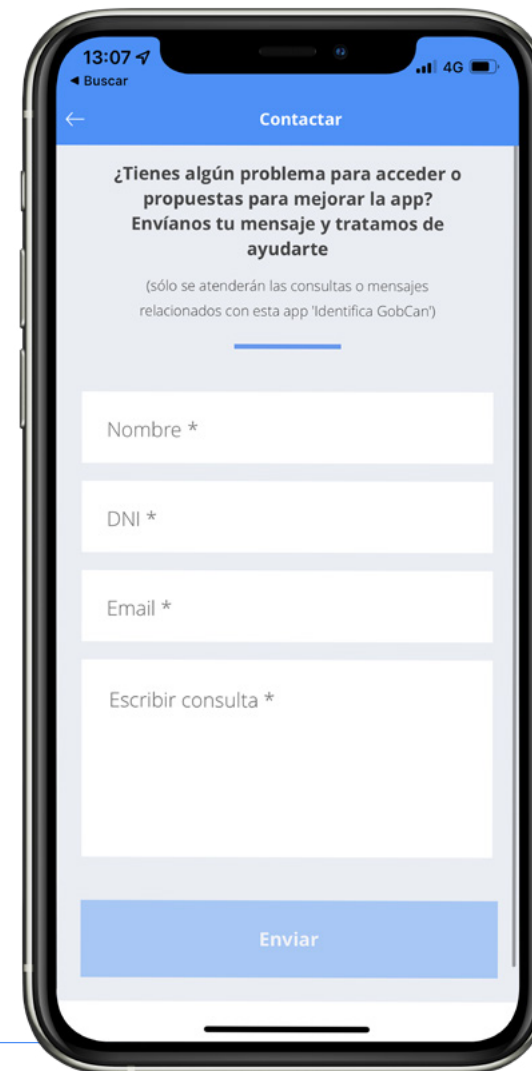 13:07
4G
◀ Buscar
Contactar
¿Tienes algún problema para acceder o
propuestas para mejorar la app?
Envíanos tu mensaje y tratamos de
ayudarte
(sólo se atenderán las consultas o mensajes
relacionados con esta app 'Identifica GobCan')
Nombre *
DNI *
Email *
Escribir consulta *
Enviar